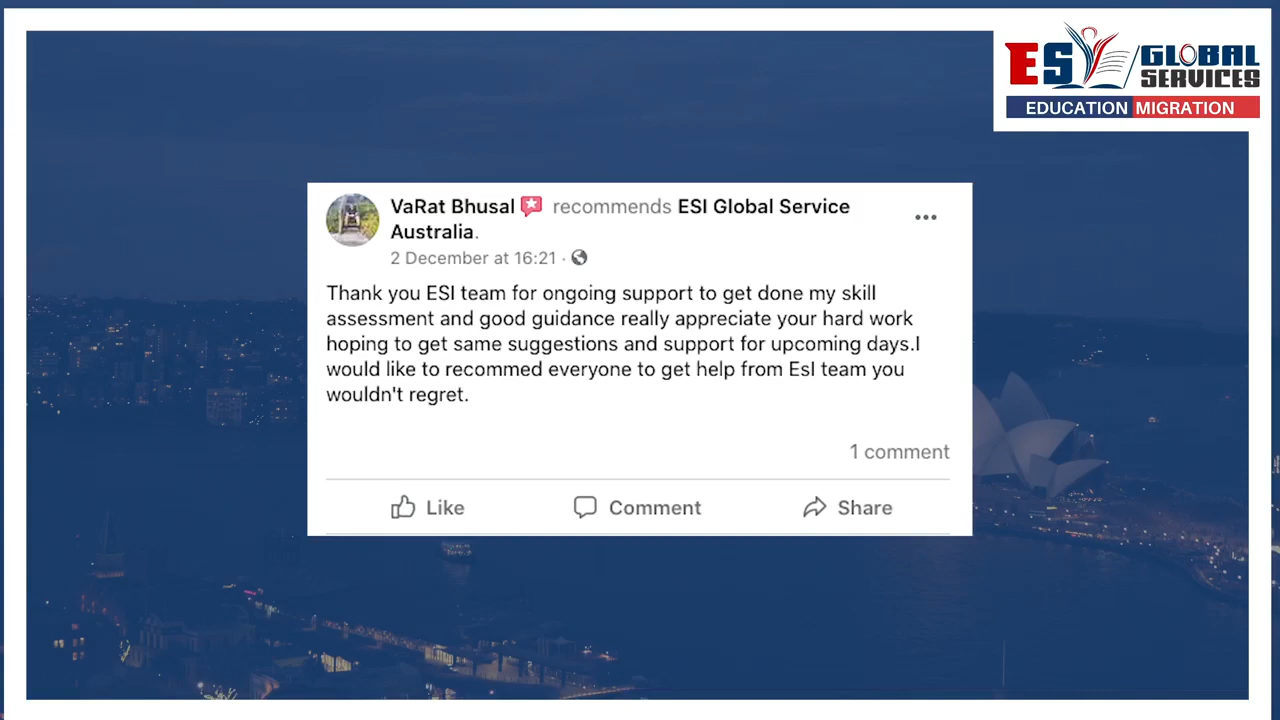 ESI GLOBAL
SERVICES
EDUCATION MIGRATION
VaRat Bhusal recommends ESI Global Service
Australia.
2 December at 16:21 ·
Thank you ESI team for ongoing support to get done my skill
assessment and good guidance really appreciate your hard work
hoping to get same suggestions and support for upcoming days.I
would like to recommed everyone to get help from EsI team you
wouldn't regret.
1 comment
Like Comment Share